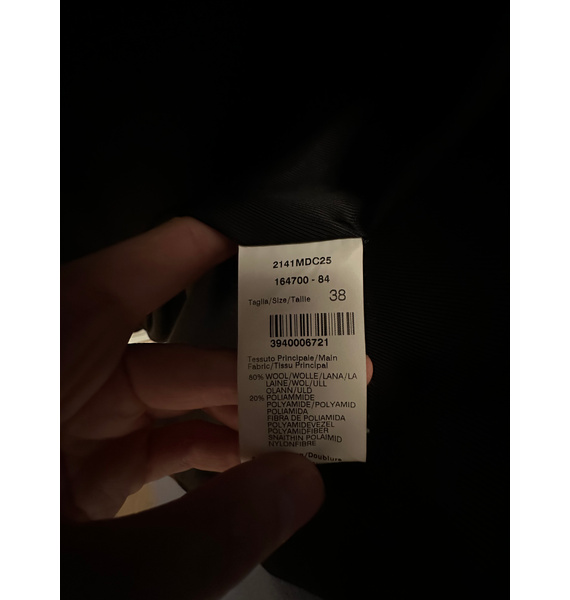 2141MDC25
164700 - 84
Taglia/Size/Taille 38
3940006721
Tessuto Principale/Main
Fabric/Tissu Principal
80% WOOL/WOLLE/LANA/LA
LAINE/WOL/ULL
OLANN/ULD
20% POLIAMMIDE
POLYAMIDE/POLYAMID
POLIAMIDA
FIBRA DE POLIAMIDA
POLYAMIDEVEZEL
POLYAMIDFIBER
SNAITHIN POLAIMID
NYLONFIBRE
/Doublure